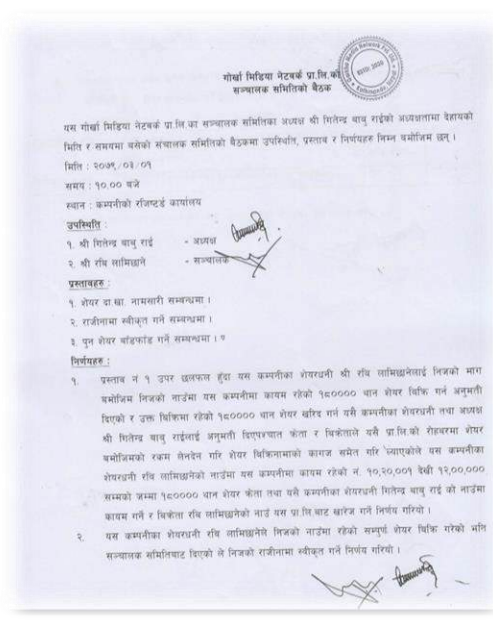 गोर्खा मिडिया नेटवर्क प्रा.लि.को
सञ्चालक समितिको बैठक
यस गोर्खा मिडिया नेटवर्क प्रा.लि.का सञ्चालक समितिका अध्यक्ष श्री गितेन्द्र बाबु राईको अध्यक्षतामा देहायको
मिति र समयमा बसेको संचालक समितिको बैठकमा उपस्थिति, प्रस्ताव र निर्णयहरु निम्न बमोजिम छन् ।
मिति : २०७९/०३/०१
समय : १०.०० बजे
स्थान : कम्पनीको रजिष्टर्ड कार्यालय
उपस्थिति :
१. श्री गितेन्द्र बाबु राई - अध्यक्ष
२. श्री रबि लामिछाने - सञ्चालक
प्रस्तावहरु :
१. शेयर दा.खा. नामसारी सम्बन्धमा ।
२. राजीनामा स्वीकृत गर्ने सम्बन्धमा ।
३. पुन शेयर बाँडफाँड गर्ने सम्बन्धमा ।
निर्णयहरु :
१. प्रस्ताव नं १ उपर छलफल हुँदा यस कम्पनीका शेयरधनी श्री रबि लामिछानेलाई निजको माग
बमोजिम निजको नाउँमा यस कम्पनीमा कायम रहेको १८०००० थान शेयर बिक्रि गर्न अनुमती
दिएको र उक्त बिक्रिमा रहेको १८०००० थान शेयर खरिद गर्न यसै कम्पनीका शेयरधनी तथा अध्यक्ष
श्री गितेन्द्र बाबु राईलाई अनुमती दिएपश्चात क्रेता र बिक्रेताले यसै प्रा.लि.को रोहबरमा शेयर
बमोजिमको रकम लेनदेन गरि शेयर बिक्रिनामाको कागज समेत गरि ल्याएकोले यस कम्पनीका
शेयरधनी रबि लामिछानेको नाउँमा यस कम्पनीमा कायम रहेको नं. १०,२०,००१ देखी १२,००,०००
सम्मको जम्मा १८०००० थान शेयर क्रेता तथा यसै कम्पनीका शेयरधनी गितेन्द्र बाबु राई को नाउँमा
कायम गर्ने र बिक्रेता रबि लामिछानेको नाउँ यस प्रा.लि.बाट खारेज गर्ने निर्णय गरियो ।
२. यस कम्पनीका शेयरधनी रबि लामिछानेले निजको नाउँमा रहेको सम्पुर्ण शेयर बिक्रि गरेको भनि
सञ्चालक समितिबाट दिएको ले निजको राजीनामा स्वीकृत गर्ने निर्णय गरियो ।